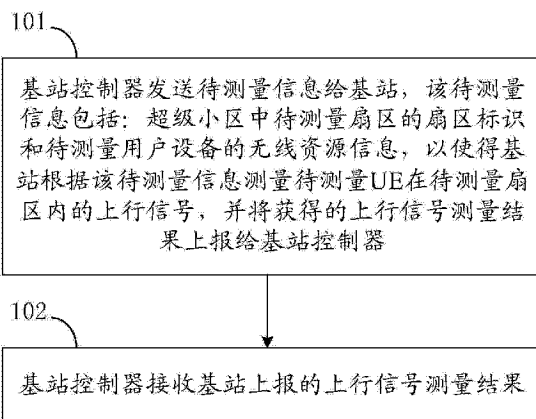 101
基站控制器发送待测量信息给基站，该待测量
信息包括：超级小区中待测量扇区的扇区标识
和待测量用户设备的无线资源信息，以使得基
站根据该待测量信息测量待测量UE在待测量扇
区内的上行信号，并将获得的上行信号测量结
果上报给基站控制器
102
基站控制器接收基站上报的上行信号测量结果